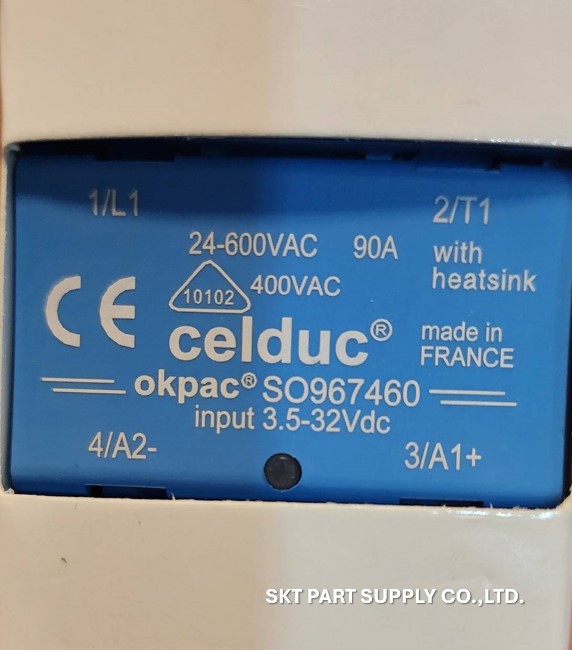 1/L1 2/T1
24-600VAC 90A with
10102 400VAC heatsink
CE
celduc® made in
FRANCE
okpac® SO967460
input 3.5-32Vdc
4/A2- 3/A1+
SKT PART SUPPLY CO.,LTD.